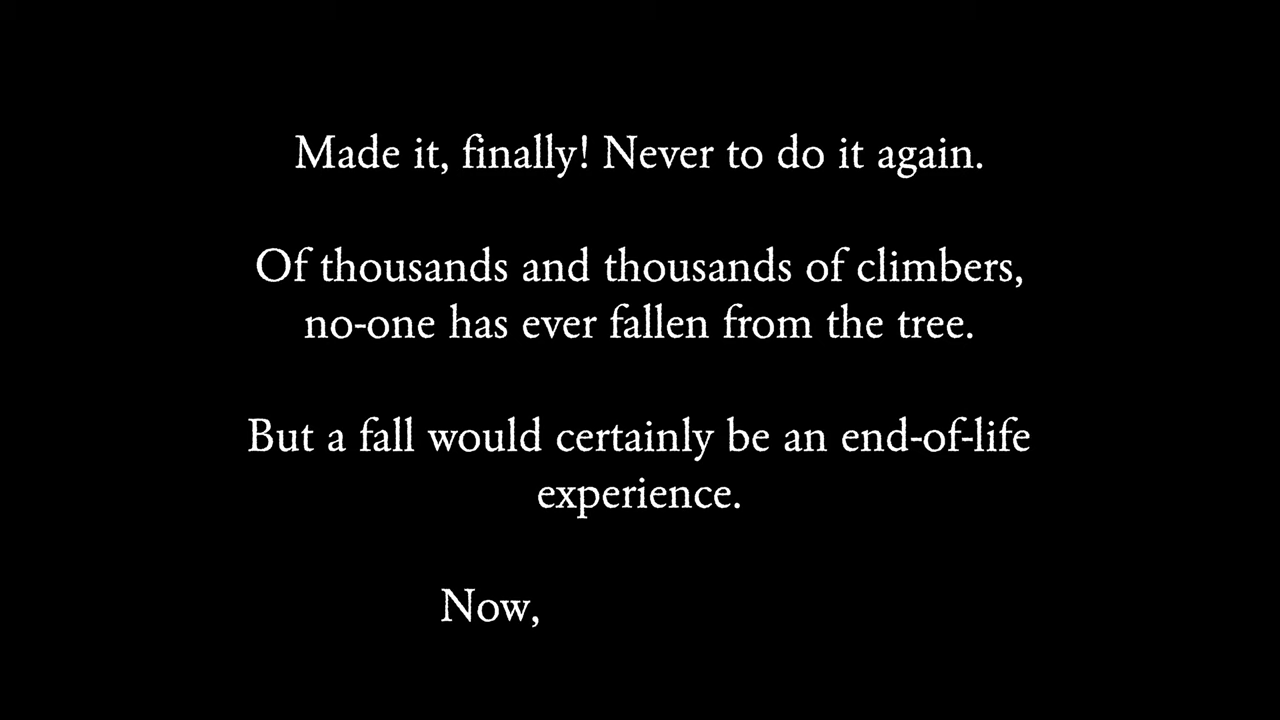 Made it, finally! Never to do it again.
Of thousands and thousands of climbers,
no-one has ever fallen from the tree.
But a fall would certainly be an end-of-life
experience.
Now,